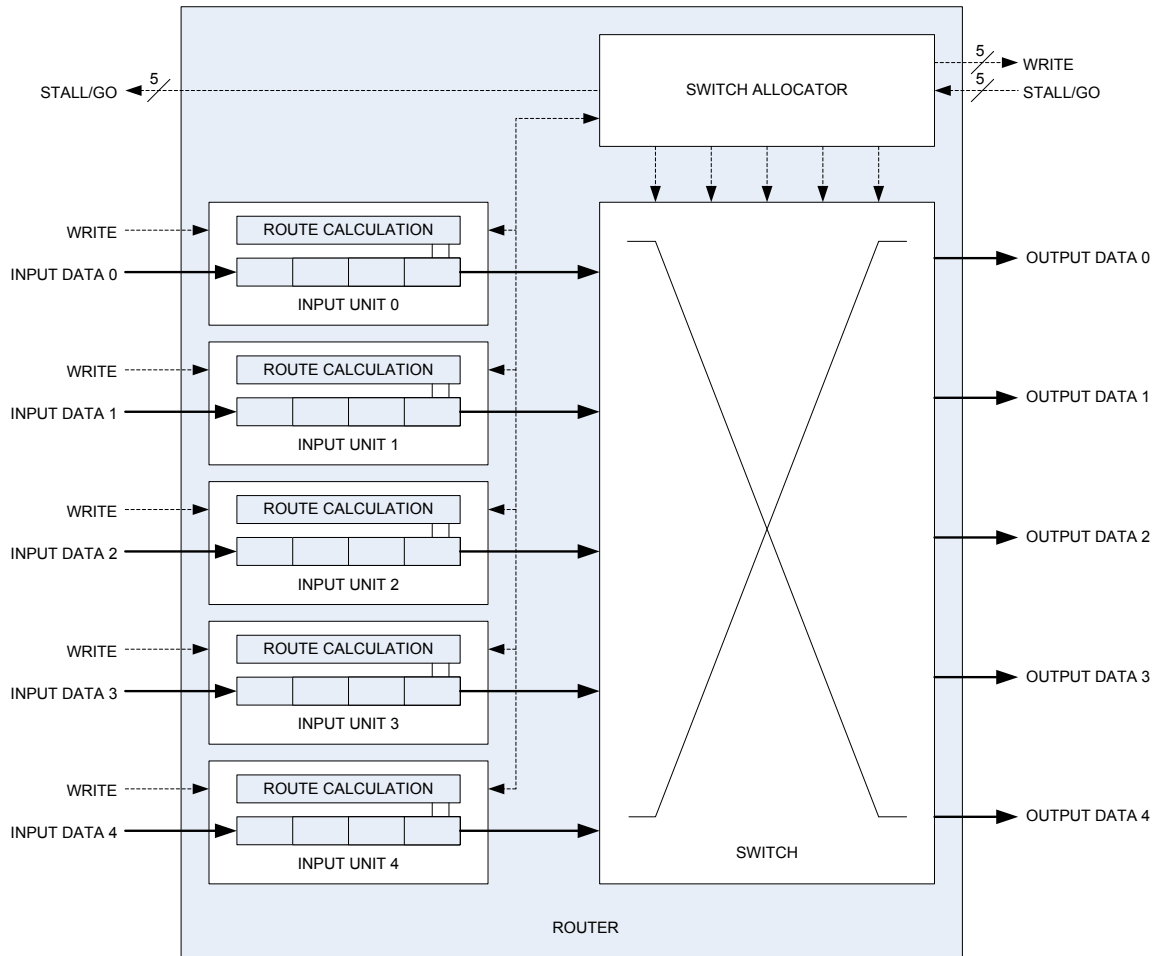 5
WRITE
5
STALL/GO
SWITCH ALLOCATOR
5
STALL/GO
WRITE
ROUTE CALCULATION
INPUT DATA 0
INPUT UNIT 0
OUTPUT DATA 0
WRITE
ROUTE CALCULATION
INPUT DATA 1
INPUT UNIT 1
OUTPUT DATA 1
WRITE
ROUTE CALCULATION
INPUT DATA 2
INPUT UNIT 2
OUTPUT DATA 2
WRITE
ROUTE CALCULATION
INPUT DATA 3
INPUT UNIT 3
OUTPUT DATA 3
WRITE
ROUTE CALCULATION
INPUT DATA 4
INPUT UNIT 4
OUTPUT DATA 4
SWITCH
ROUTER